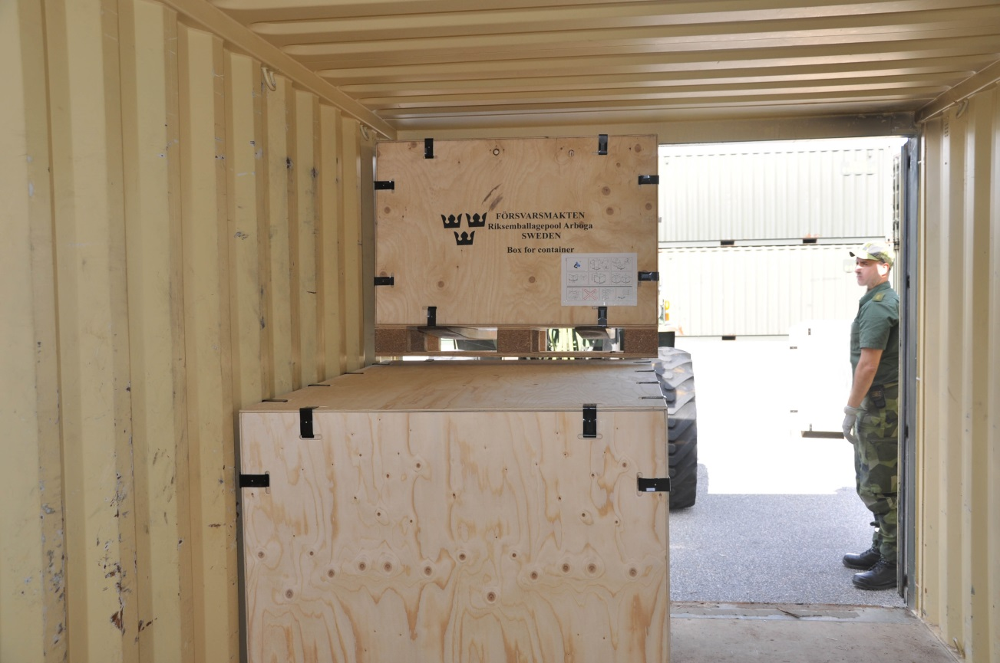 FÖRSVARSMAKTEN
Riksemballagepool Arboga
SWEDEN
Box for container